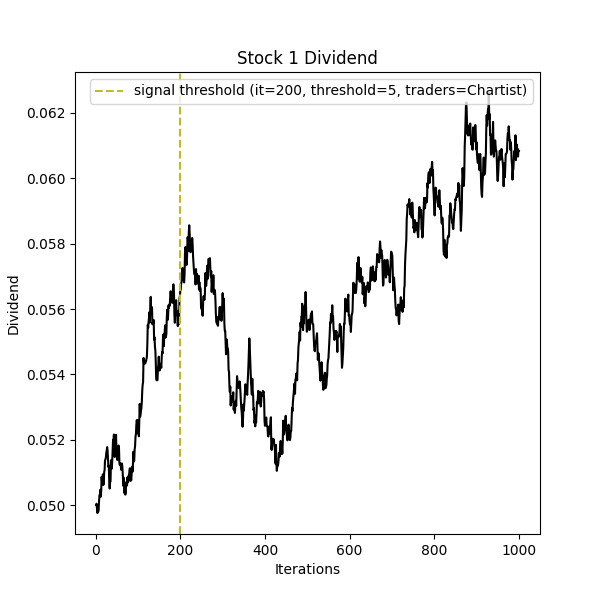 Stock 1 Dividend
signal threshold (it=200, threshold=5, traders=Chartist)
0.062
0.060
0.058
0.056
0.054
0.052
0.050
Dividend
0 200 400 600 800 1000
Iterations